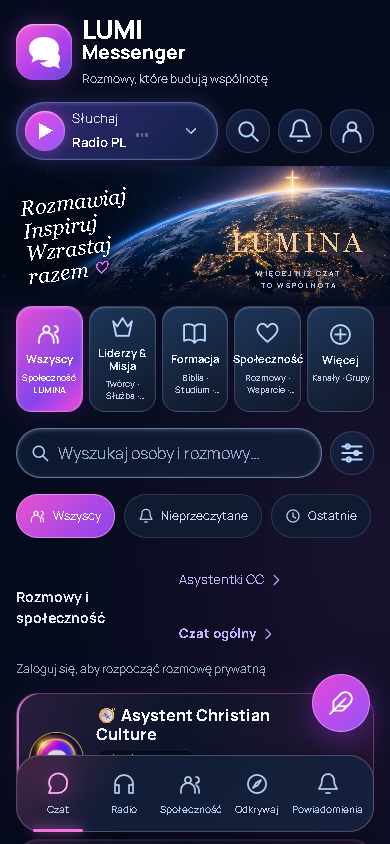 LUMI
Messenger
Rozmowy, które budują wspólnotę
Słuchaj
Radio PL
Rozmawiaj
Inspiruj
Wzrastaj
razem
LUMINA
WIĘCEJ NIŻ CZAT
TO WSPÓLNOTA
Wszyscy
Społeczność
LUMINA
Liderzy &
Misja
Twórcy ·
Służba ·…
Formacja
Biblia ·
Studium ·…
Społeczność
Rozmowy ·
Wsparcie ·…
Więcej
Kanały · Grupy
Wyszukaj osoby i rozmowy...
Wszyscy
Nieprzeczytane
Ostatnie
Rozmowy i
społeczność
Asystentki CC
Czat ogólny
Zaloguj się, aby rozpocząć rozmowę prywatną
Asystent Christian
Culture
Czat
Radio
Społeczność
Odkrywaj
Powiadomienia